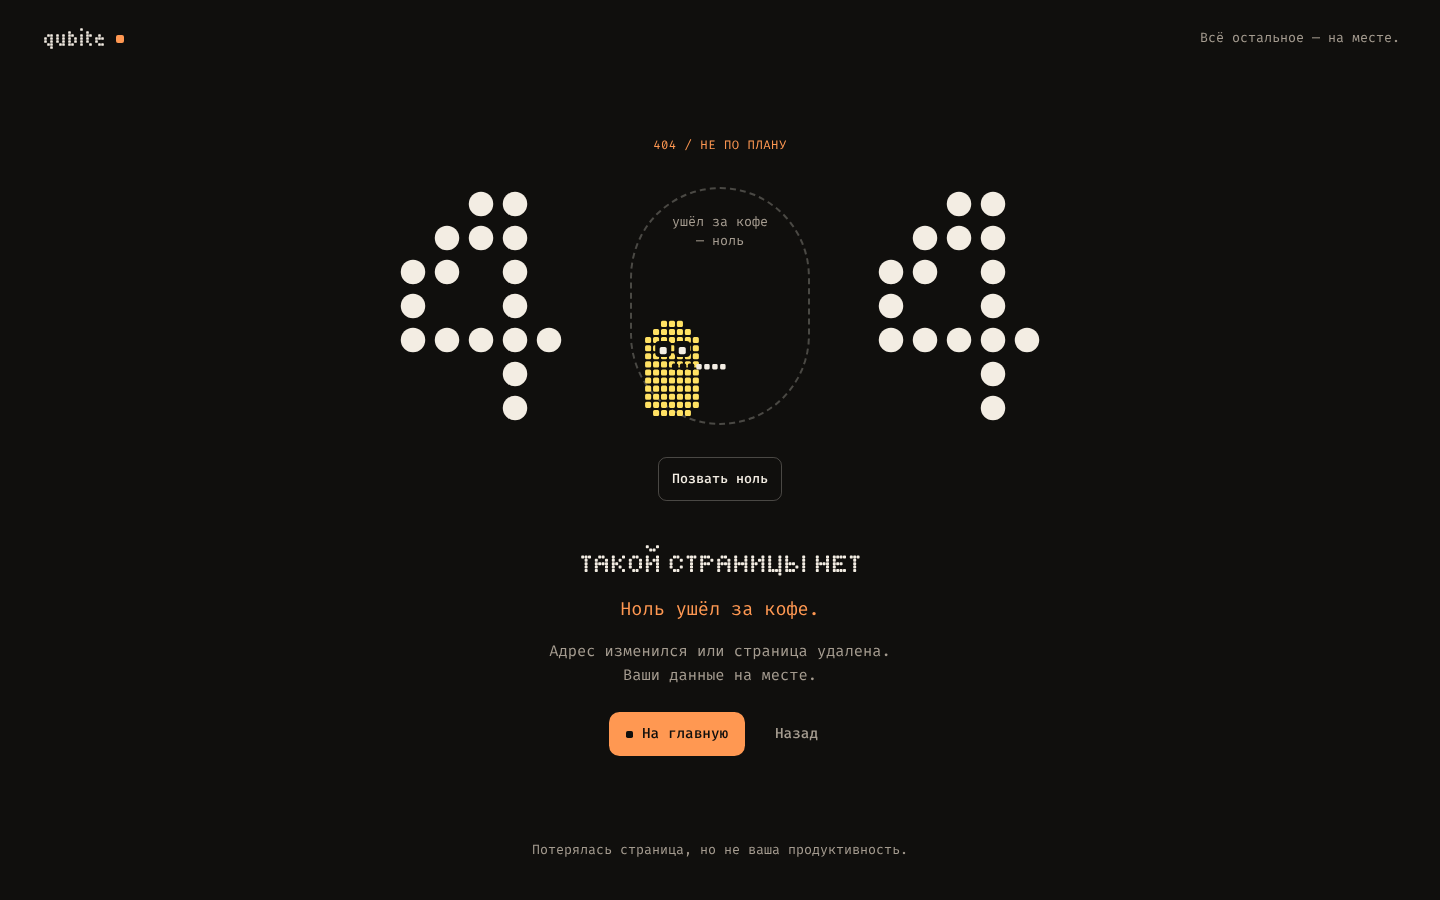 qubite
Всё остальное — на месте.
404 / НЕ ПО ПЛАНУ
4 4
ушёл за кофе
— ноль
Позвать ноль
ТАКОЙ СТРАНИЦЫ НЕТ
Ноль ушёл за кофе.
Адрес изменился или страница удалена.
Ваши данные на месте.
На главную
Назад
Потерялась страница, но не ваша продуктивность.